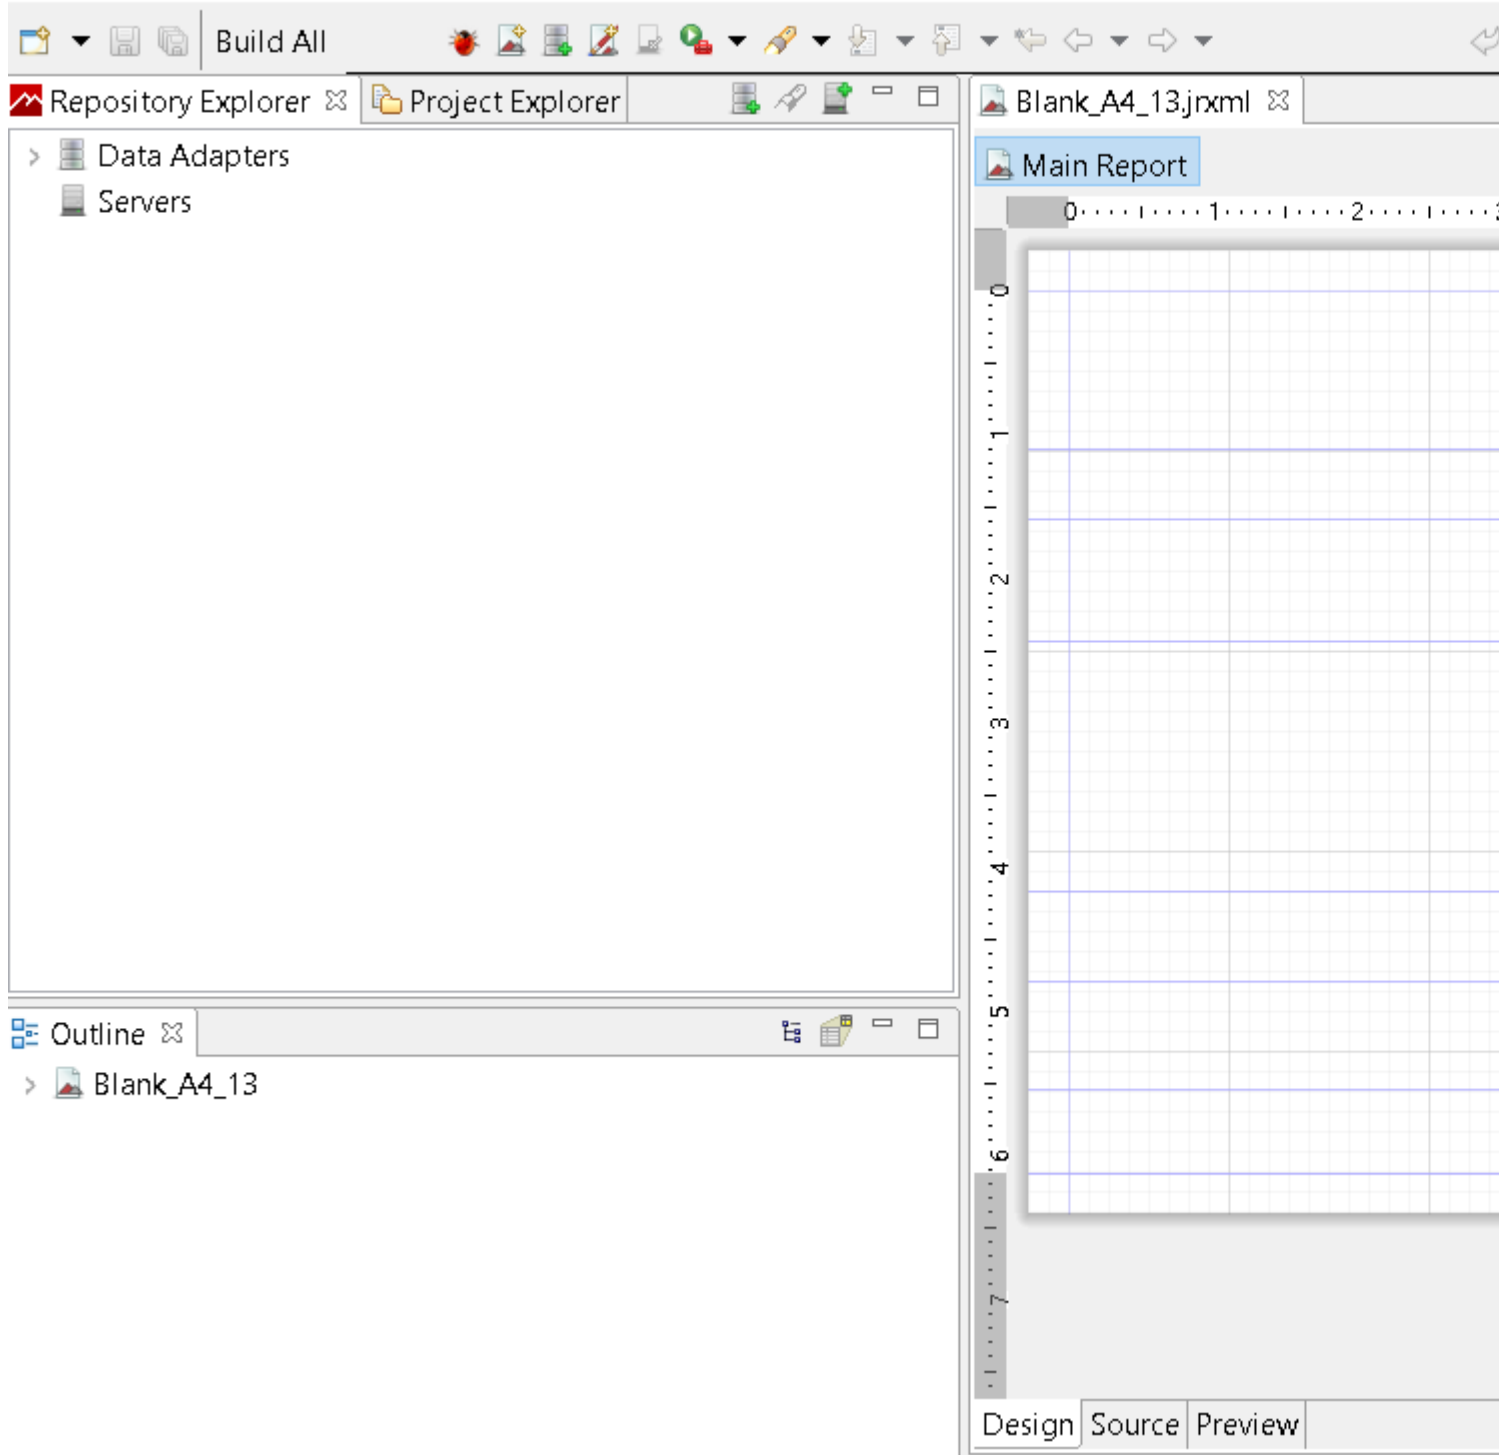 Build All
Repository Explorer
Project Explorer
Data Adapters
Servers
Outline
Blank_A4_13
Blank_A4_13.jrxml
Main Report
0 1 2
0
1
2
3
4
5
6
7
Design Source Preview